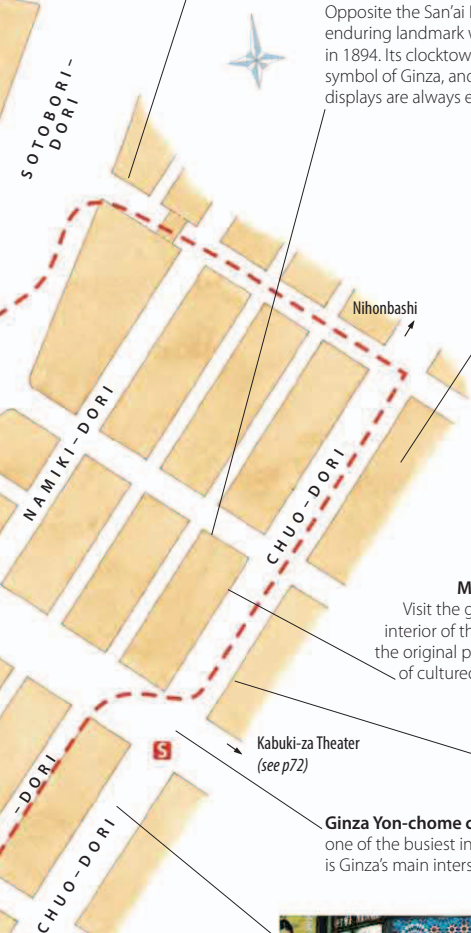 Opposite the San'ai
enduring landmark
in 1894. Its clocktow
symbol of Ginza, and
displays are always e
SOTOBORI-
DORI
Nihonbashi
NAMIKI-DORI
CHUO-DORI
Visit the g
interior of th
the original p
of cultured
Kabuki-za Theater
(see p72)
S
-DORI
CHUO-DORI
Ginza Yon-chome
one of the busiest in
is Ginza's main inters